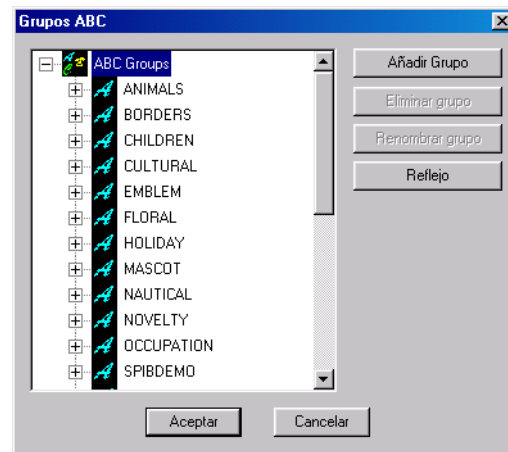 Grupos ABC
ABC Groups
ANIMALS
BORDERS
CHILDREN
CULTURAL
EMBLEM
FLORAL
HOLIDAY
MASCOT
NAUTICAL
NOVELTY
OCCUPATION
SPIBDEMO
Añadir Grupo
Eliminar grupo
Renombrar grupo
Reflejo
Aceptar
Cancelar